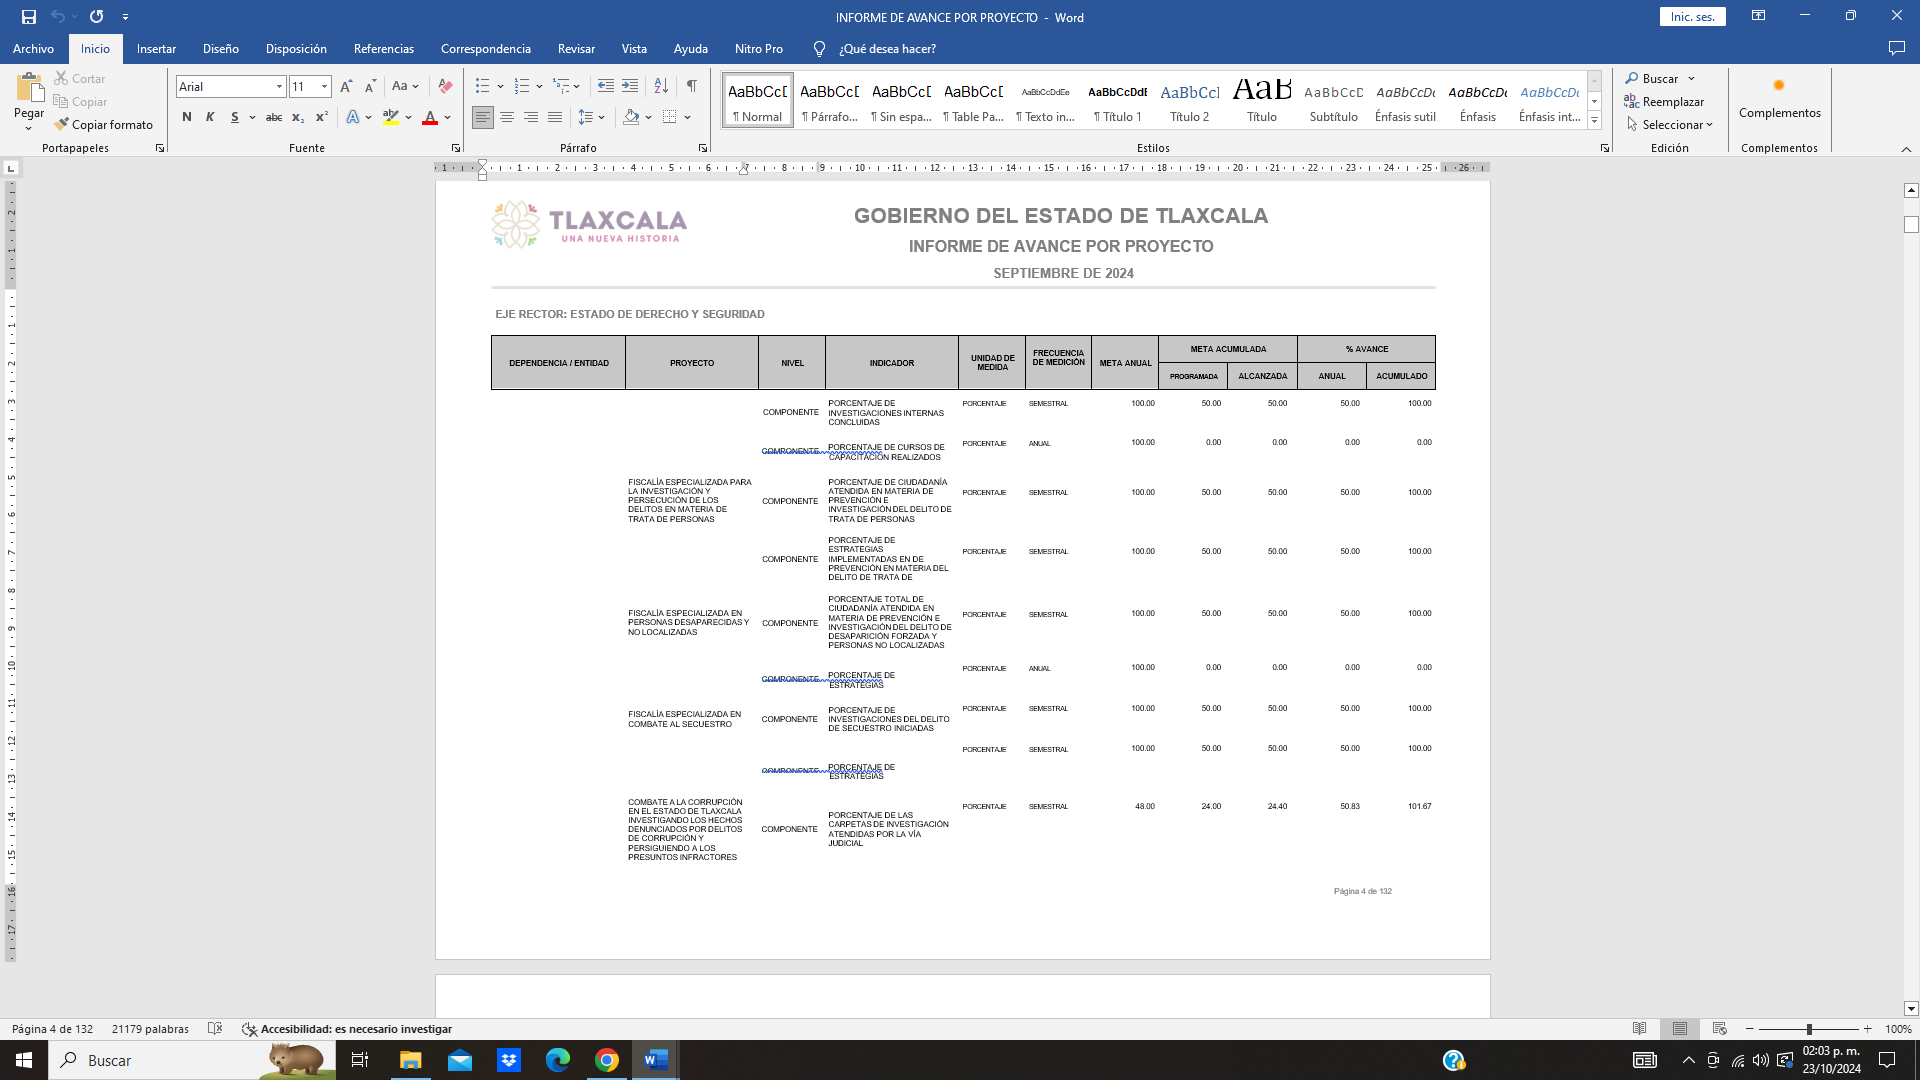 INFORME DE AVANCE POR PROYECTO - Word
Inic. ses.
Archivo Inicio Insertar Diseño Disposición Referencias Correspondencia Revisar Vista Ayuda Nitro Pro ¿Qué desea hacer?
Pegar
Cortar
Copiar
Copiar formato
Portapapeles
Arial 11
Fuente
Párrafo
AaBbCcD AaBbCcD AaBbCcD AaBbCcD AaBbCcDdEe AaBbCcDdE AaBbCcI AaB AaBbCcD AaBbCcDc AaBbCcDc AaBbCcDc
¶ Normal ¶ Párrafo... ¶ Sin espa... ¶ Table Pa... ¶ Texto in... ¶ Título 1 Título 2 Título Subtítulo Énfasis sutil Énfasis Énfasis int...
Estilos
Buscar
Reemplazar
Seleccionar
Edición
Complementos
Complementos
TLAXCALA
UNA NUEVA HISTORIA
GOBIERNO DEL ESTADO DE TLAXCALA
INFORME DE AVANCE POR PROYECTO
SEPTIEMBRE DE 2024
EJE RECTOR: ESTADO DE DERECHO Y SEGURIDAD
DEPENDENCIA / ENTIDAD PROYECTO NIVEL INDICADOR UNIDAD DE MEDIDA FRECUENCIA DE MEDICIÓN META ANUAL META ACUMULADA % AVANCE
PROGRAMADA ALCANZADA ANUAL ACUMULADO
COMPONENTE PORCENTAJE DE
INVESTIGACIONES INTERNAS
CONCLUIDAS
PORCENTAJE SEMESTRAL 100.00 50.00 50.00 50.00 100.00
COMPONENTE PORCENTAJE DE CURSOS DE
CAPACITACIÓN REALIZADOS
PORCENTAJE ANUAL 100.00 0.00 0.00 0.00 0.00
FISCALÍA ESPECIALIZADA PARA
LA INVESTIGACIÓN Y
PERSECUCIÓN DE LOS
DELITOS EN MATERIA DE
TRATA DE PERSONAS
COMPONENTE
PORCENTAJE DE CIUDADANÍA
ATENDIDA EN MATERIA DE
PREVENCIÓN E
INVESTIGACIÓN DEL DELITO DE
TRATA DE PERSONAS
PORCENTAJE SEMESTRAL 100.00 50.00 50.00 50.00 100.00
COMPONENTE
PORCENTAJE DE
ESTRATEGIAS
IMPLEMENTADAS EN DE
PREVENCIÓN EN MATERIA DEL
DELITO DE TRATA DE
PORCENTAJE SEMESTRAL 100.00 50.00 50.00 50.00 100.00
FISCALÍA ESPECIALIZADA EN
PERSONAS DESAPARECIDAS Y
NO LOCALIZADAS
COMPONENTE
PORCENTAJE TOTAL DE
CIUDADANÍA ATENDIDA EN
MATERIA DE PREVENCIÓN E
INVESTIGACIÓN DEL DELITO DE
DESAPARICIÓN FORZADA Y
PERSONAS NO LOCALIZADAS
PORCENTAJE SEMESTRAL 100.00 50.00 50.00 50.00 100.00
COMPONENTE PORCENTAJE DE
ESTRATEGIAS
PORCENTAJE ANUAL 100.00 0.00 0.00 0.00 0.00
FISCALÍA ESPECIALIZADA EN
COMBATE AL SECUESTRO
COMPONENTE
PORCENTAJE DE
INVESTIGACIONES DEL DELITO
DE SECUESTRO INICIADAS
PORCENTAJE SEMESTRAL 100.00 50.00 50.00 50.00 100.00
COMPONENTE PORCENTAJE DE
ESTRATEGIAS
PORCENTAJE SEMESTRAL 100.00 50.00 50.00 50.00 100.00
COMBATE A LA CORRUPCIÓN
EN EL ESTADO DE TLAXCALA
INVESTIGANDO LOS HECHOS
DENUNCIADOS POR DELITOS
DE CORRUPCIÓN Y
PERSIGUIENDO A LOS
PRESUNTOS INFRACTORES
COMPONENTE
PORCENTAJE DE LAS
CARPETAS DE INVESTIGACIÓN
ATENDIDAS POR LA VÍA
JUDICIAL
PORCENTAJE SEMESTRAL 48.00 24.00 24.40 50.83 101.67
Página 4 de 132
Página 4 de 132 21179 palabras Accesibilidad: es necesario investigar 100%
Buscar
02:03 p. m.
23/10/2024